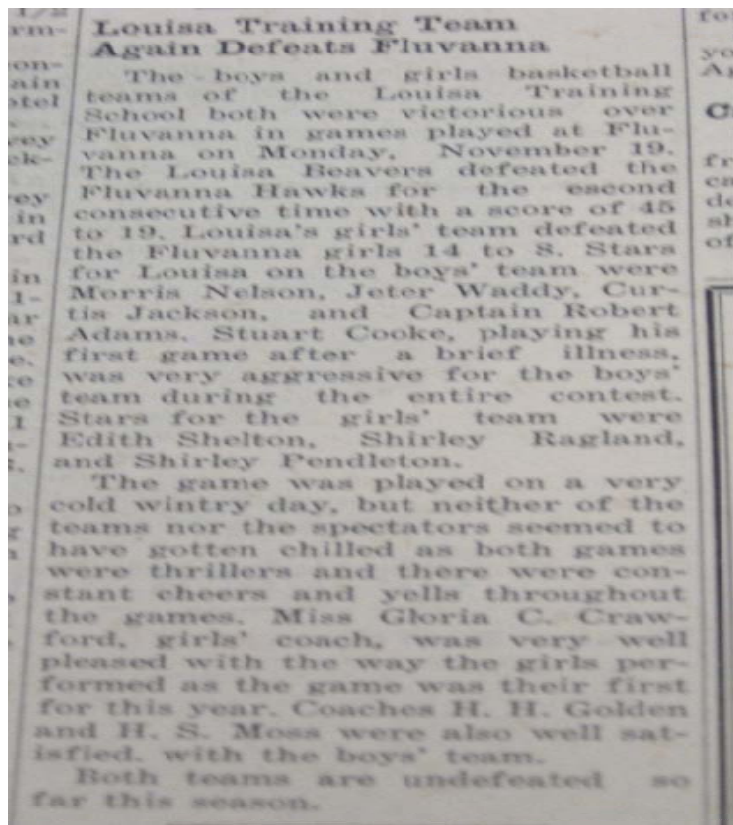 Louisa Training Team
Again Defeats Fluvanna
The boys and girls basketball
teams of the Louisa Training
School both were victorious over
Fluvanna in games played at Flu-
vanna on Monday, November 19.
The Louisa Beavers defeated the
Fluvanna Hawks for the escond
consecutive time with a score of 45
to 19. Louisa's girls' team defeated
the Fluvanna girls 14 to 8. Stars
for Louisa on the boys' team were
Morris Nelson, Jeter Waddy, Cur-
tis Jackson, and Captain Robert
Adams. Stuart Cooke, playing his
first game after a brief illness,
was very aggressive for the boys'
team during the entire contest.
Stars for the girls' team were
Edith Shelton, Shirley Ragland,
and Shirley Pendleton.
The game was played on a very
cold wintry day, but neither of the
teams nor the spectators seemed to
have gotten chilled as both games
were thrillers and there were con-
stant cheers and yells throughout
the games. Miss Gloria C. Craw-
ford, girls' coach, was very well
pleased with the way the girls per-
formed as the game was their first
for this year. Coaches H. H. Golden
and H. S. Moss were also well sat-
isfied. with the boys' team.
Both teams are undefeated so
far this season.